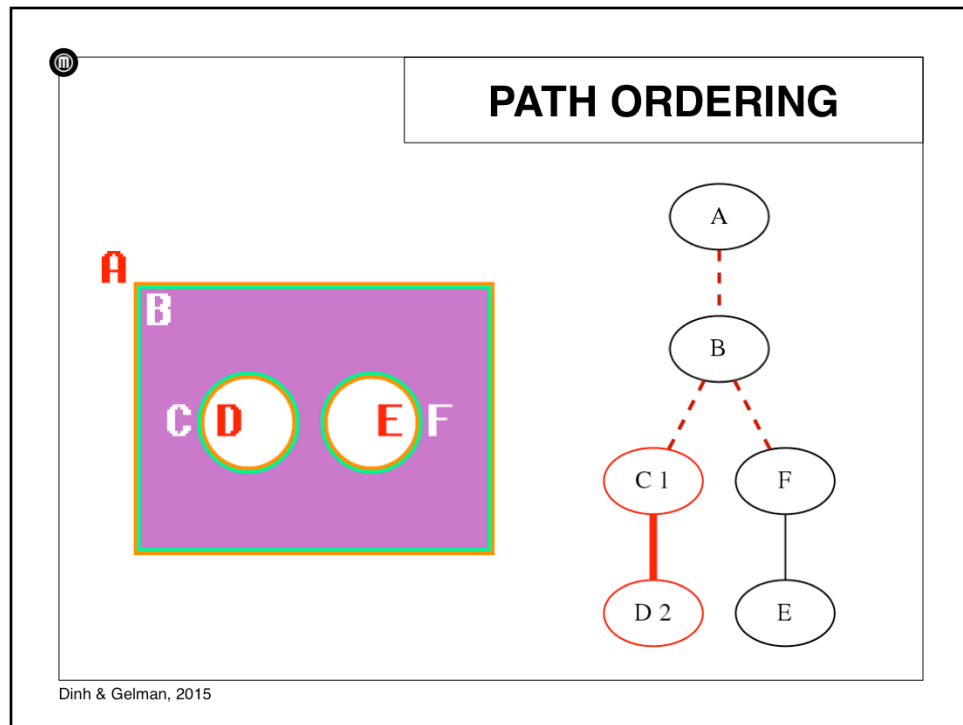 m
PATH ORDERING
A
B
C D E F
A
B
C 1 F
D 2 E
Dinh & Gelman, 2015